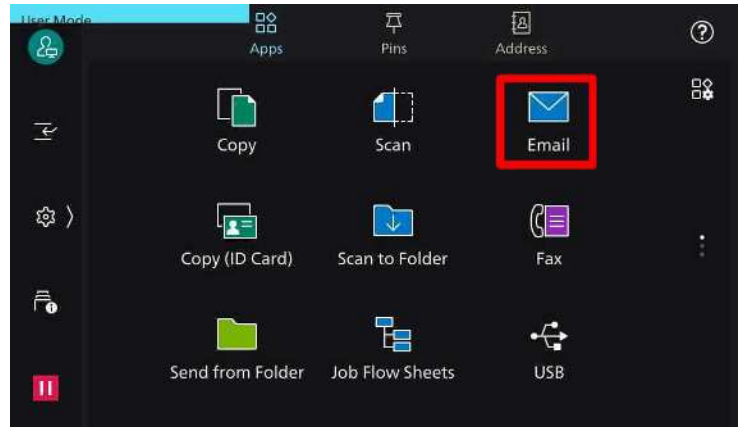 User Mode
Apps Pins Address
Copy Scan Email
Copy (ID Card) Scan to Folder Fax
Send from Folder Job Flow Sheets USB